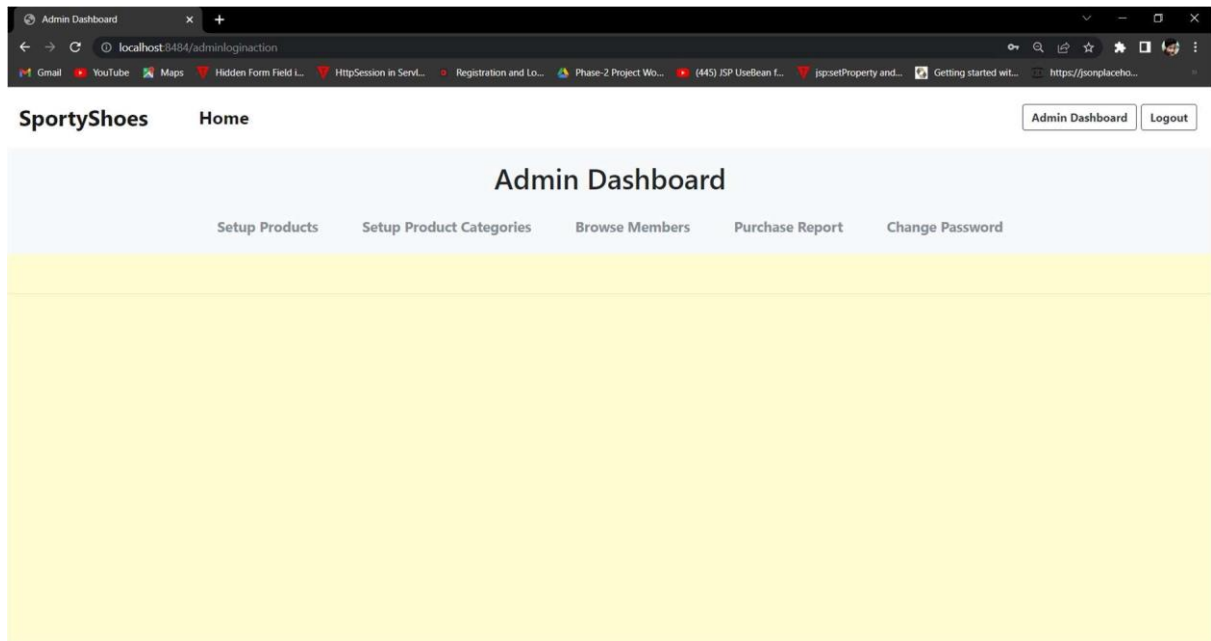 Admin Dashboard
localhost:8484/adminloginaction
Gmail YouTube Maps Hidden Form Field i... HttpSession in Servl... Registration and Lo... Phase-2 Project Wo... (445) JSP UseBean f... jsp:setProperty and... Getting started wit... https://jsonplaceho...
SportyShoes Home Admin Dashboard Logout
Admin Dashboard
Setup Products Setup Product Categories Browse Members Purchase Report Change Password